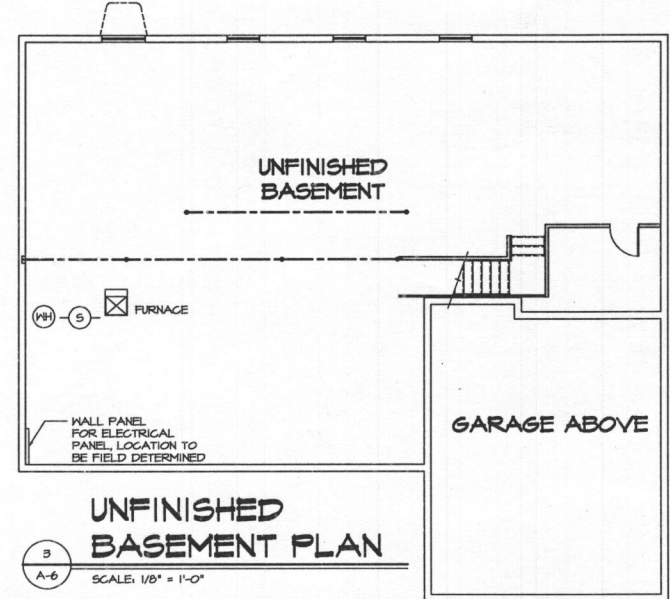 UNFINISHED
BASEMENT
WH
S
FURNACE
WALL PANEL
FOR ELECTRICAL
PANEL, LOCATION TO
BE FIELD DETERMINED
GARAGE ABOVE
UNFINISHED
BASEMENT PLAN
3
A-6
SCALE: 1/8" = 1'-0"